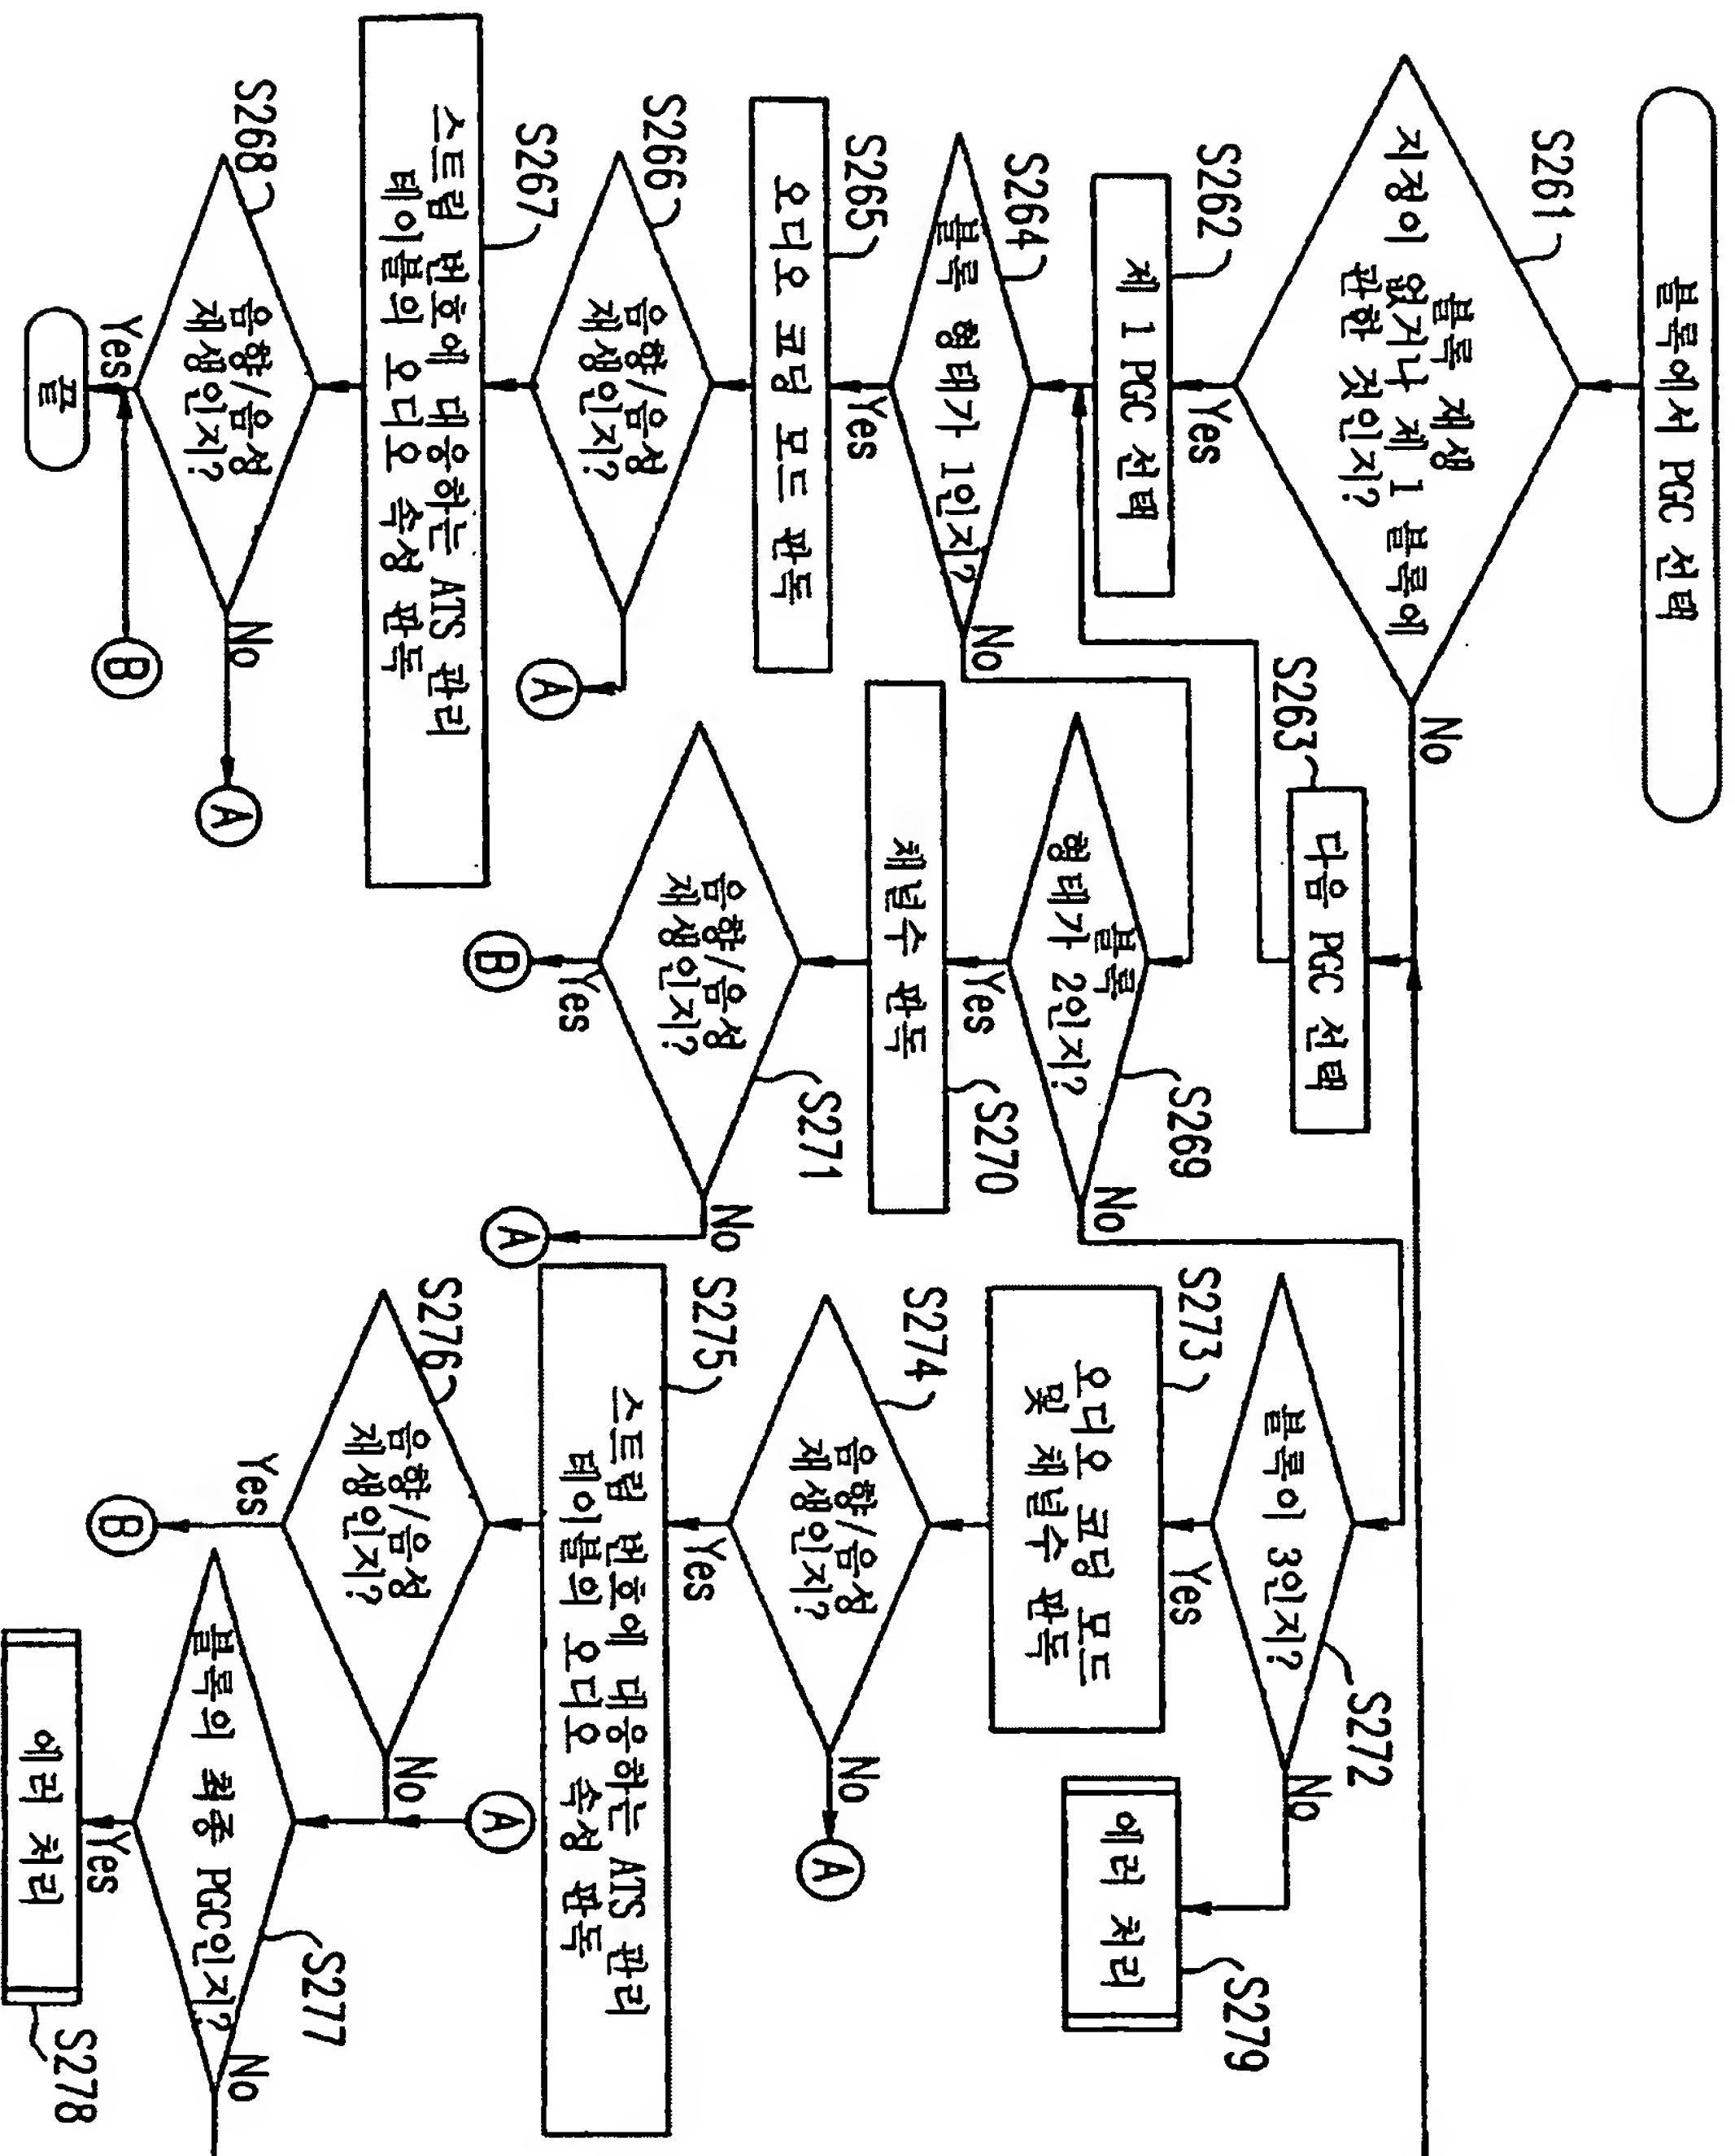 블록에서 PGC 선택
S261
블록 재생
지정이 없거나 제 1 블록에
관한 것인지?
Yes
No
S262
제 1 PGC 선택
S263
다음 PGC 선택
S264
블록 형태가 1인지?
Yes
No
S265
오디오 코딩 모드 판독
S266
음향/음성
재생인지?
A
S267
스트림 번호에 대응하는 ATS 관리
테이블의 오디오 속성 판독
S268
음향/음성
재생인지?
Yes
No
A
B
끝
S269
블록
형태가 2인지?
Yes
No
S270
채널수 판독
S271
음향/음성
재생인지?
Yes
No
B
A
S272
블록이 3인지?
Yes
No
S273
오디오 코딩 모드
및 채널수 판독
S279
에러 처리
S274
음향/음성
재생인지?
Yes
No
A
S275
스트림 번호에 대응하는 ATS 관리
테이블의 오디오 속성 판독
S276
음향/음성
재생인지?
Yes
No
B
A
S277
블록의 최종 PGC인지?
Yes
No
S278
에러 처리